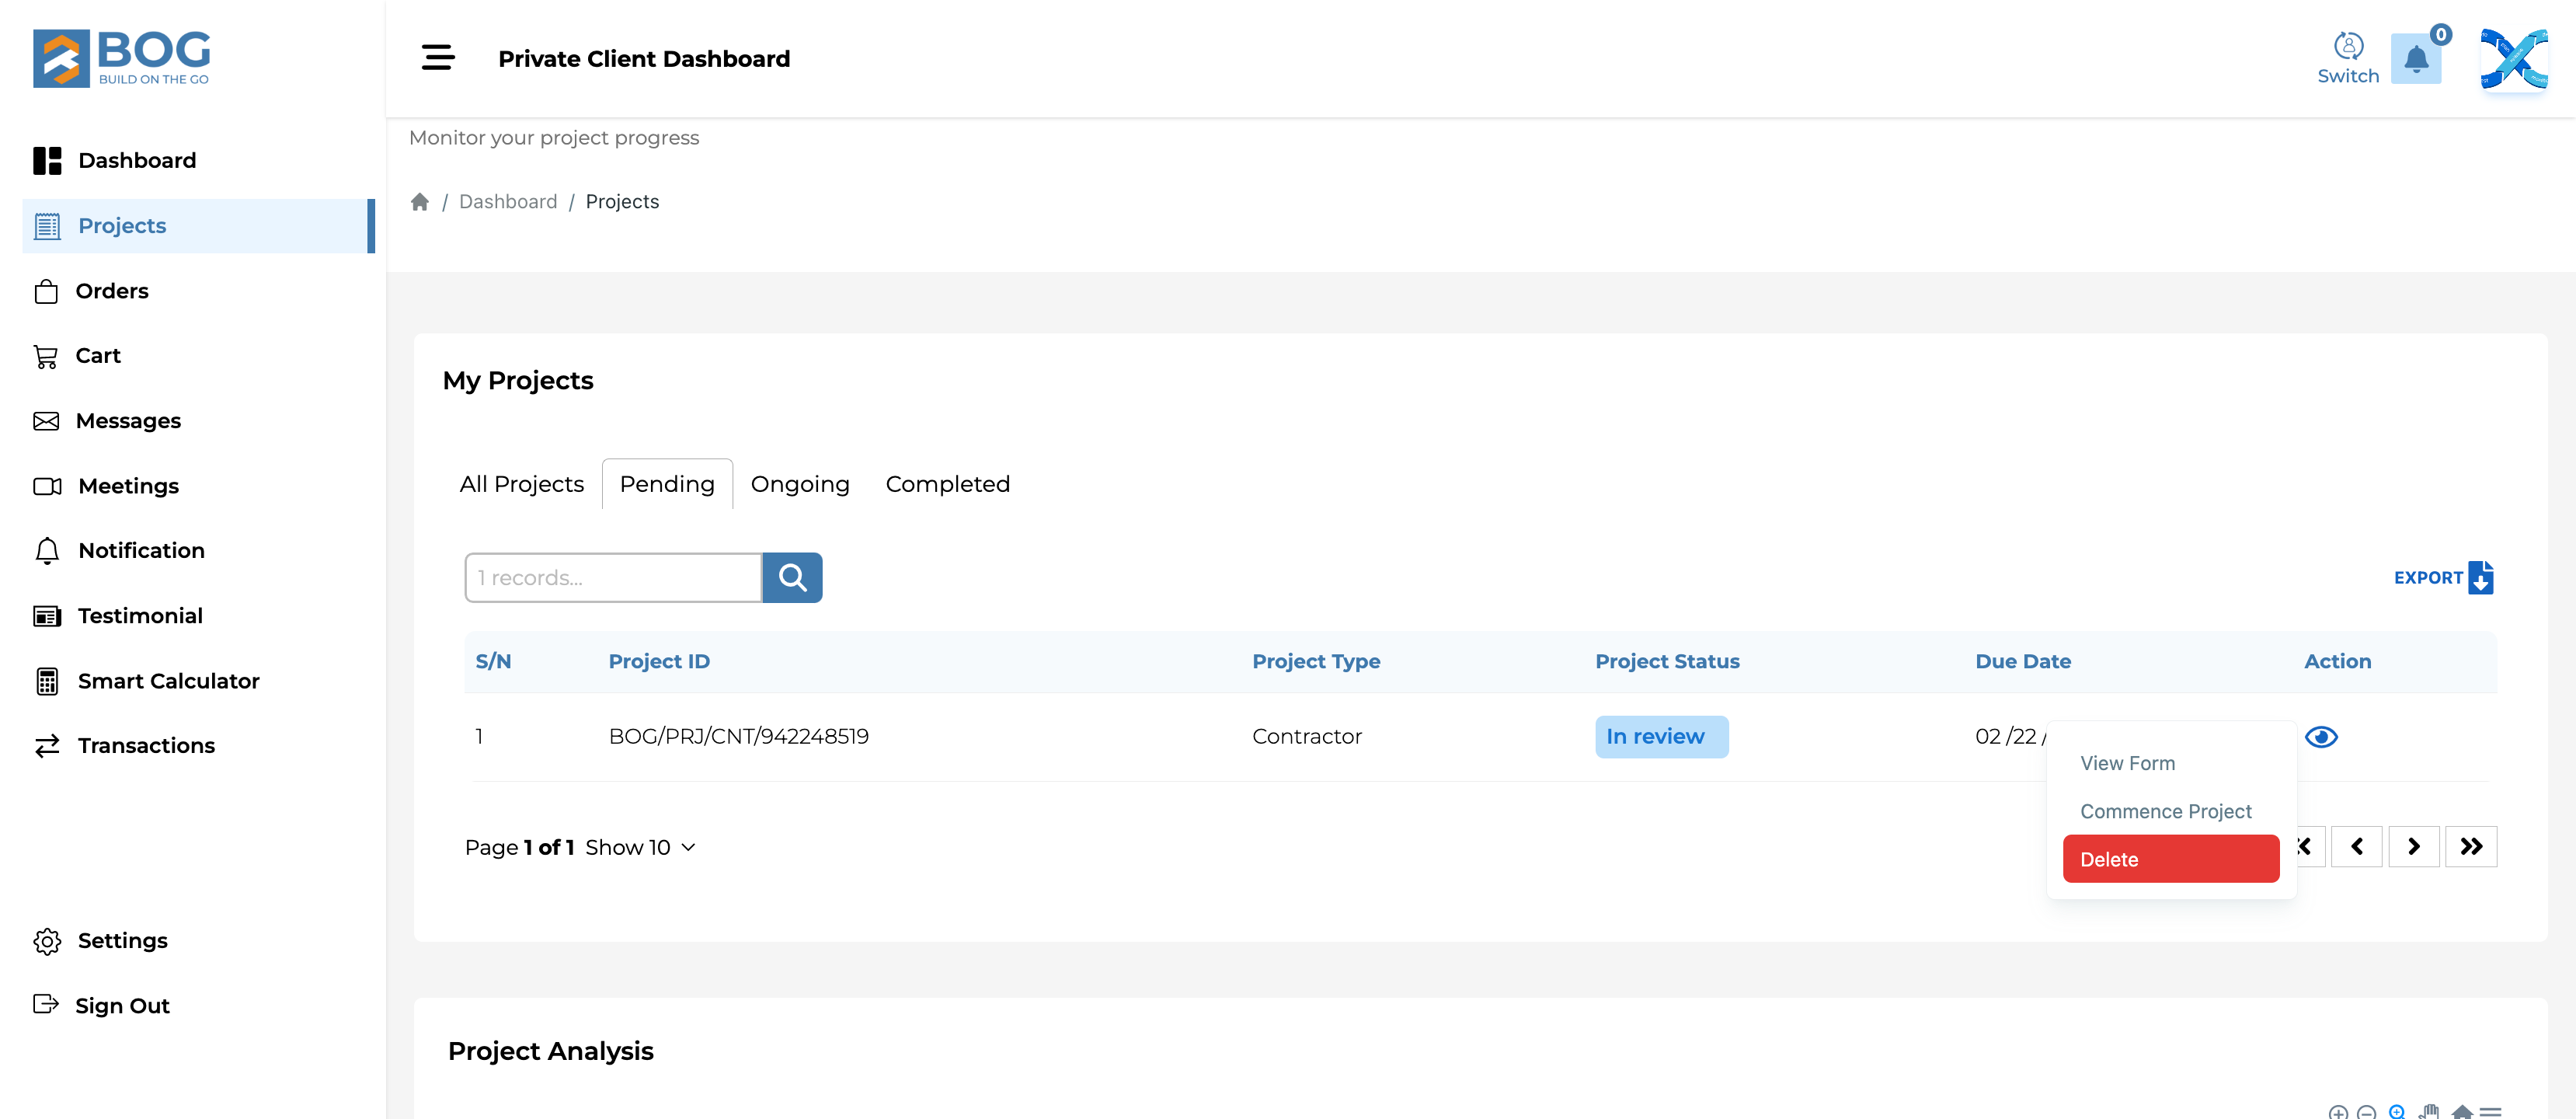 BOG
BUILD ON THE GO
Private Client Dashboard
Switch
0
Monitor your project progress
/ Dashboard / Projects
Dashboard
Projects
Orders
Cart
Messages
Meetings
Notification
Testimonial
Smart Calculator
Transactions
Settings
Sign Out
My Projects
All Projects Pending Ongoing Completed
1 records...
EXPORT
S/N Project ID Project Type Project Status Due Date Action
1 BOG/PRJ/CNT/942248519 Contractor In review 02 /22 /
View Form
Commence Project
Delete
Page 1 of 1 Show 10
Project Analysis